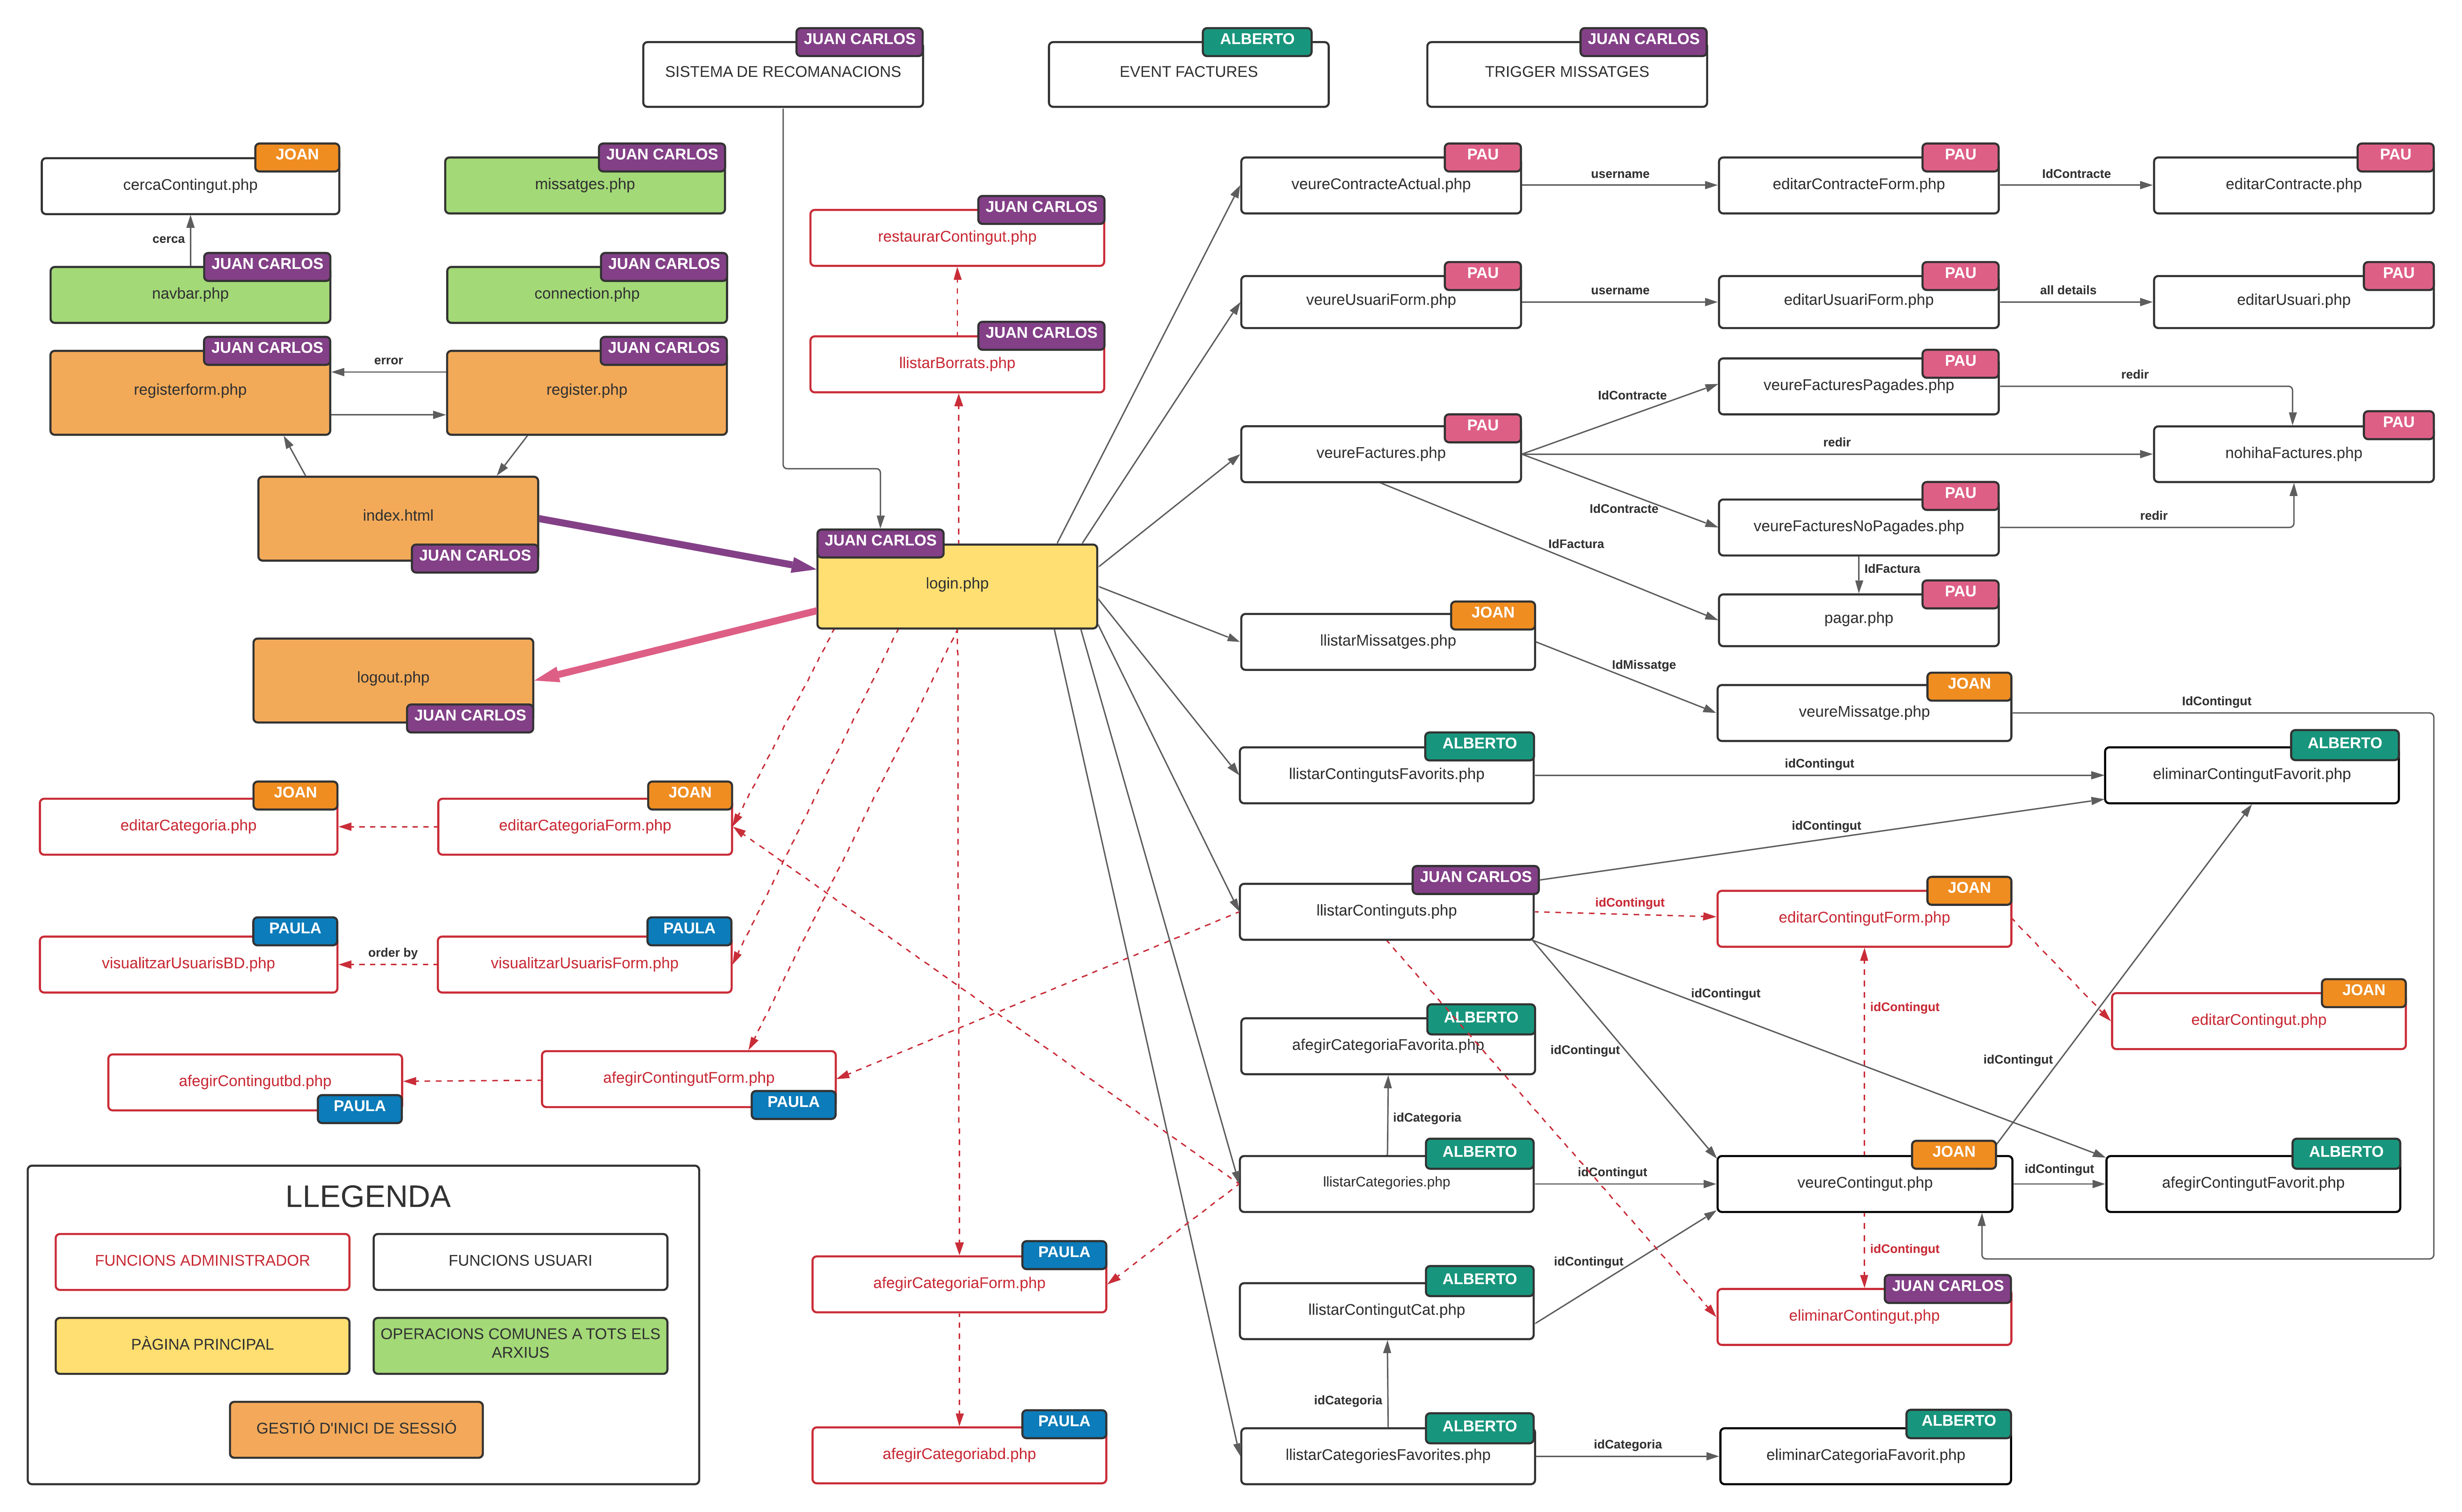 JUAN CARLOS
SISTEMA DE RECOMANACIONS
ALBERTO
EVENT FACTURES
JUAN CARLOS
TRIGGER MISSATGES
JOAN
cercaContingut.php
JUAN CARLOS
missatges.php
cerca
JUAN CARLOS
navbar.php
JUAN CARLOS
connection.php
JUAN CARLOS
registerform.php
error
JUAN CARLOS
register.php
index.html
JUAN CARLOS
logout.php
JUAN CARLOS
JUAN CARLOS
restaurarContingut.php
JUAN CARLOS
llistarBorrats.php
JUAN CARLOS
login.php
PAU
veureContracteActual.php
username
PAU
editarContracteForm.php
IdContracte
PAU
editarContracte.php
PAU
veureUsuariForm.php
username
PAU
editarUsuariForm.php
all details
PAU
editarUsuari.php
PAU
veureFacturesPagades.php
redir
IdContracte
PAU
veureFactures.php
redir
PAU
nohihaFactures.php
IdContracte
PAU
veureFacturesNoPagades.php
redir
IdFactura
IdFactura
PAU
pagar.php
JOAN
llistarMissatges.php
IdMissatge
JOAN
veureMissatge.php
IdContingut
ALBERTO
llistarContingutsFavorits.php
idContingut
ALBERTO
eliminarContingutFavorit.php
idContingut
JUAN CARLOS
llistarContinguts.php
idContingut
JOAN
editarContingutForm.php
JOAN
editarContingut.php
idContingut
idContingut
idContingut
idContingut
ALBERTO
afegirCategoriaFavorita.php
idCategoria
ALBERTO
llistarCategories.php
idContingut
JOAN
veureContingut.php
idContingut
ALBERTO
afegirContingutFavorit.php
idContingut
idContingut
ALBERTO
llistarContingutCat.php
JUAN CARLOS
eliminarContingut.php
idCategoria
ALBERTO
llistarCategoriesFavorites.php
idCategoria
ALBERTO
eliminarCategoriaFavorit.php
JOAN
editarCategoria.php
JOAN
editarCategoriaForm.php
PAULA
visualitzarUsuarisBD.php
order by
PAULA
visualitzarUsuarisForm.php
afegirContingutbd.php
PAULA
afegirContingutForm.php
PAULA
PAULA
afegirCategoriaForm.php
PAULA
afegirCategoriabd.php
LLEGENDA
FUNCIONS ADMINISTRADOR
FUNCIONS USUARI
PÀGINA PRINCIPAL
OPERACIONS COMUNES A TOTS ELS
ARXIUS
GESTIÓ D'INICI DE SESSIÓ